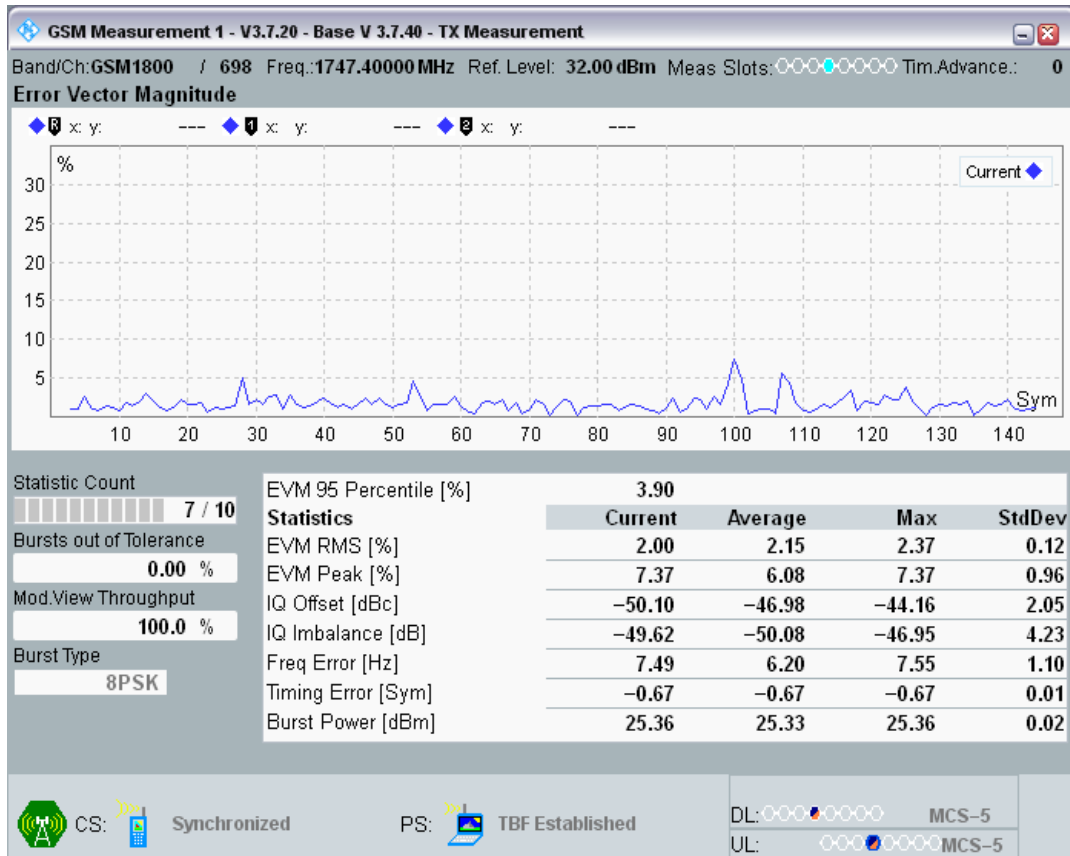 GSM Measurement 1 - V3.7.20 - Base V 3.7.40 - TX Measurement
Band/Ch:GSM1800 / 698 Freq.:1747.40000 MHz Ref. Level: 32.00 dBm Meas Slots: Tim.Advance.: 0
Error Vector Magnitude
R x: y: --- 1 x: y: --- 2 x: y: ---
%
Current
30
25
20
15
10
5
Sym
10 20 30 40 50 60 70 80 90 100 110 120 130 140
Statistic Count
7 / 10
Bursts out of Tolerance
0.00 %
Mod.View Throughput
100.0 %
Burst Type
8PSK
EVM 95 Percentile [%] 3.90
Statistics Current Average Max StdDev
EVM RMS [%] 2.00 2.15 2.37 0.12
EVM Peak [%] 7.37 6.08 7.37 0.96
IQ Offset [dBc] −50.10 −46.98 −44.16 2.05
IQ Imbalance [dB] −49.62 −50.08 −46.95 4.23
Freq Error [Hz] 7.49 6.20 7.55 1.10
Timing Error [Sym] −0.67 −0.67 −0.67 0.01
Burst Power [dBm] 25.36 25.33 25.36 0.02
CS: Synchronized PS: TBF Established
DL: MCS−5
UL: MCS−5